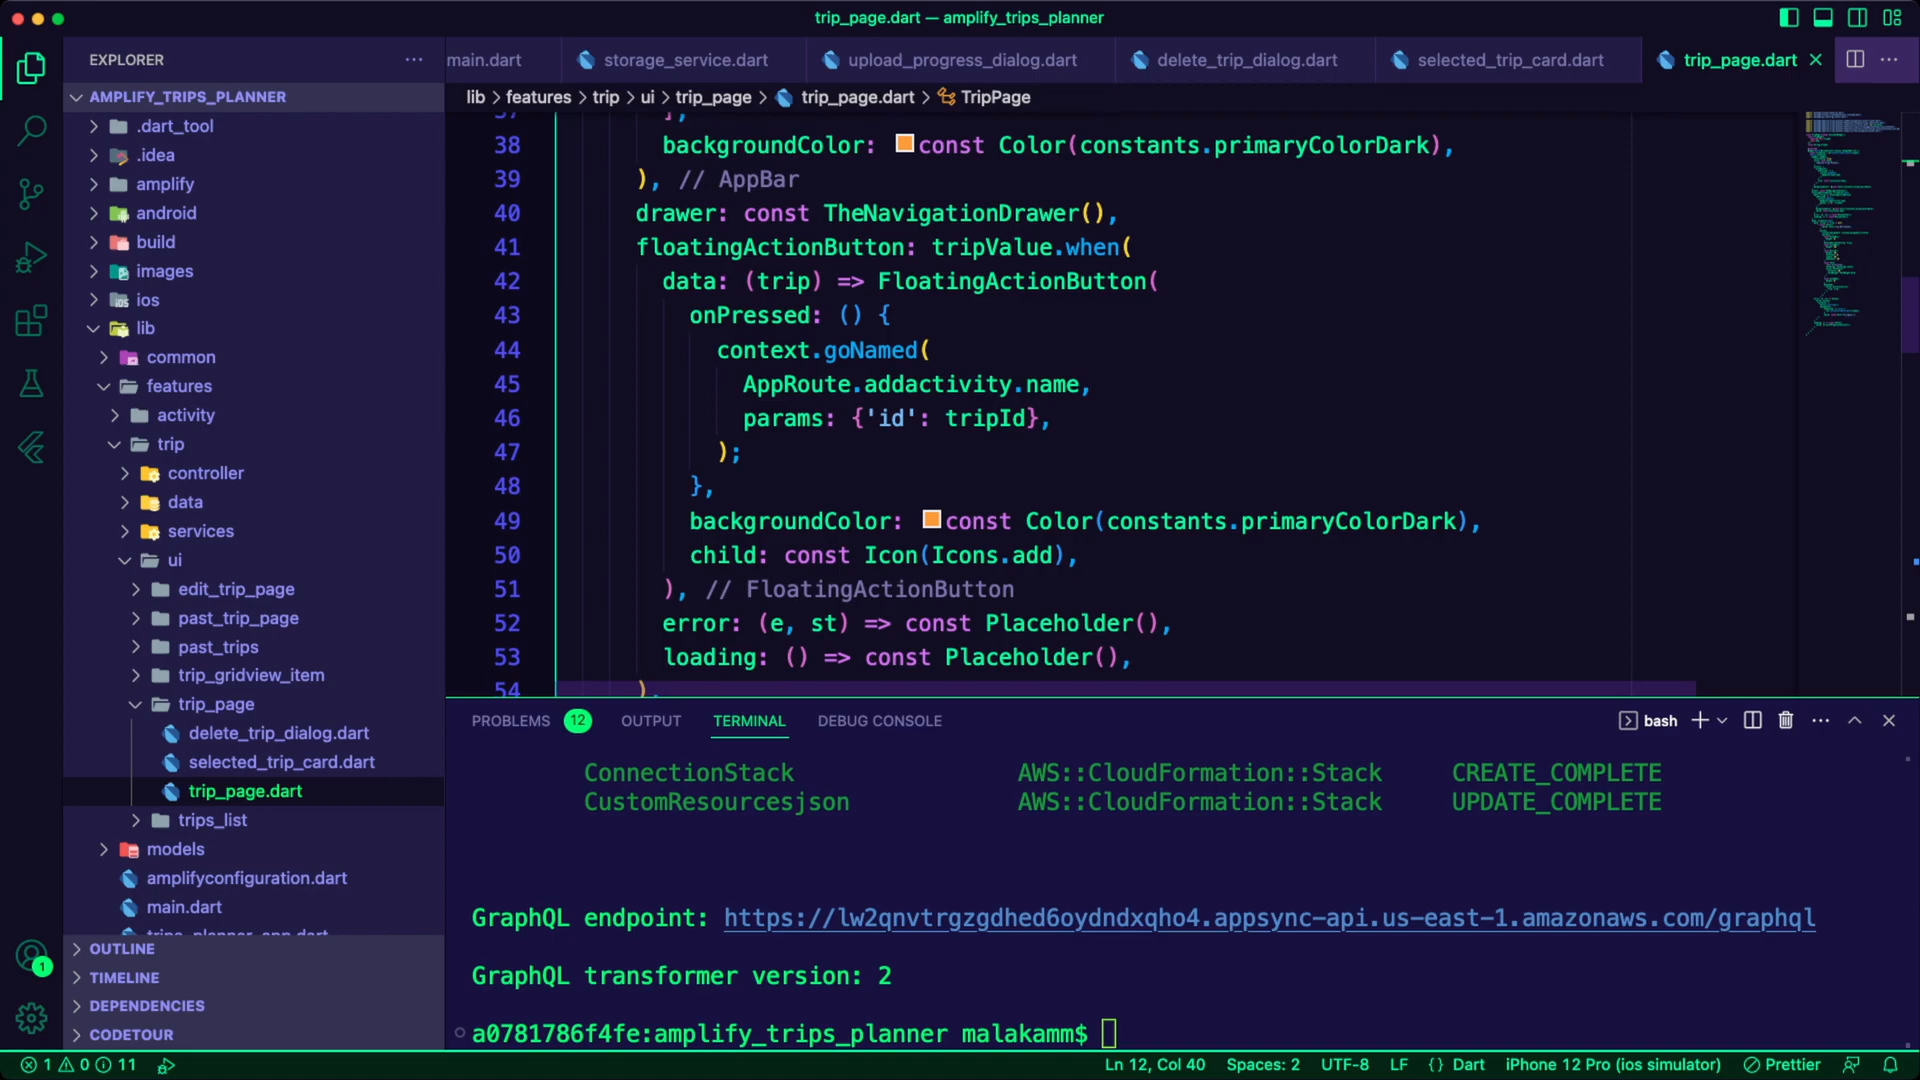 trip_page.dart — amplify_trips_planner
EXPLORER
main.dart
storage_service.dart
upload_progress_dialog.dart
delete_trip_dialog.dart
selected_trip_card.dart
trip_page.dart
AMPLIFY_TRIPS_PLANNER
lib > features > trip > ui > trip_page > trip_page.dart > TripPage
.dart_tool
.idea
amplify
android
build
images
ios
lib
common
features
activity
trip
controller
data
services
ui
edit_trip_page
past_trip_page
past_trips
trip_gridview_item
trip_page
delete_trip_dialog.dart
selected_trip_card.dart
trip_page.dart
trips_list
models
amplifyconfiguration.dart
main.dart
trips_planner_app.dart
OUTLINE
TIMELINE
DEPENDENCIES
CODETOUR
37 ],
38 backgroundColor: const Color(constants.primaryColorDark),
39 ), // AppBar
40 drawer: const TheNavigationDrawer(),
41 floatingActionButton: tripValue.when(
42 data: (trip) => FloatingActionButton(
43 onPressed: () {
44 context.goNamed(
45 AppRoute.addactivity.name,
46 params: {'id': tripId},
47 );
48 },
49 backgroundColor: const Color(constants.primaryColorDark),
50 child: const Icon(Icons.add),
51 ), // FloatingActionButton
52 error: (e, st) => const Placeholder(),
53 loading: () => const Placeholder(),
54 ),
PROBLEMS 12 OUTPUT TERMINAL DEBUG CONSOLE
bash
ConnectionStack AWS::CloudFormation::Stack CREATE_COMPLETE
CustomResourcesjson AWS::CloudFormation::Stack UPDATE_COMPLETE
GraphQL endpoint: https://lw2qnvtrgzgdhed6oydndxqho4.appsync-api.us-east-1.amazonaws.com/graphql
GraphQL transformer version: 2
a0781786f4fe:amplify_trips_planner malakamm$
1
1 0 11
Ln 12, Col 40 Spaces: 2 UTF-8 LF {} Dart iPhone 12 Pro (ios simulator) Prettier